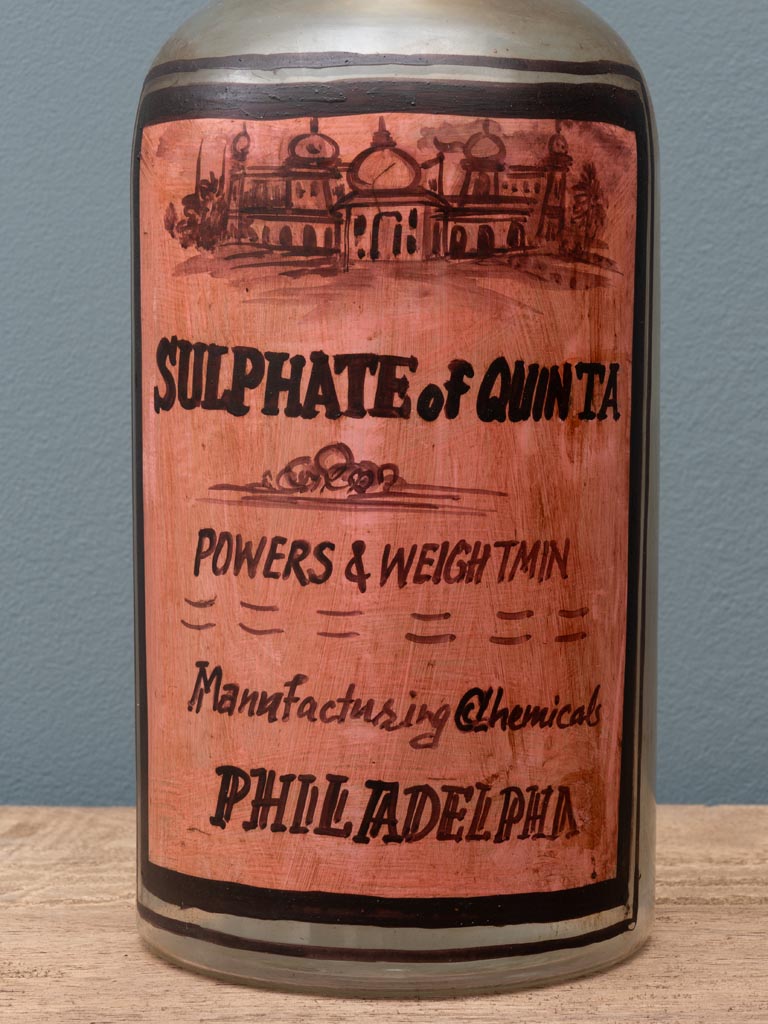 SULPHATE of QUINTA
POWERS & WEIGHTMIN
Manufacturing Chemicals
PHILADELPHA